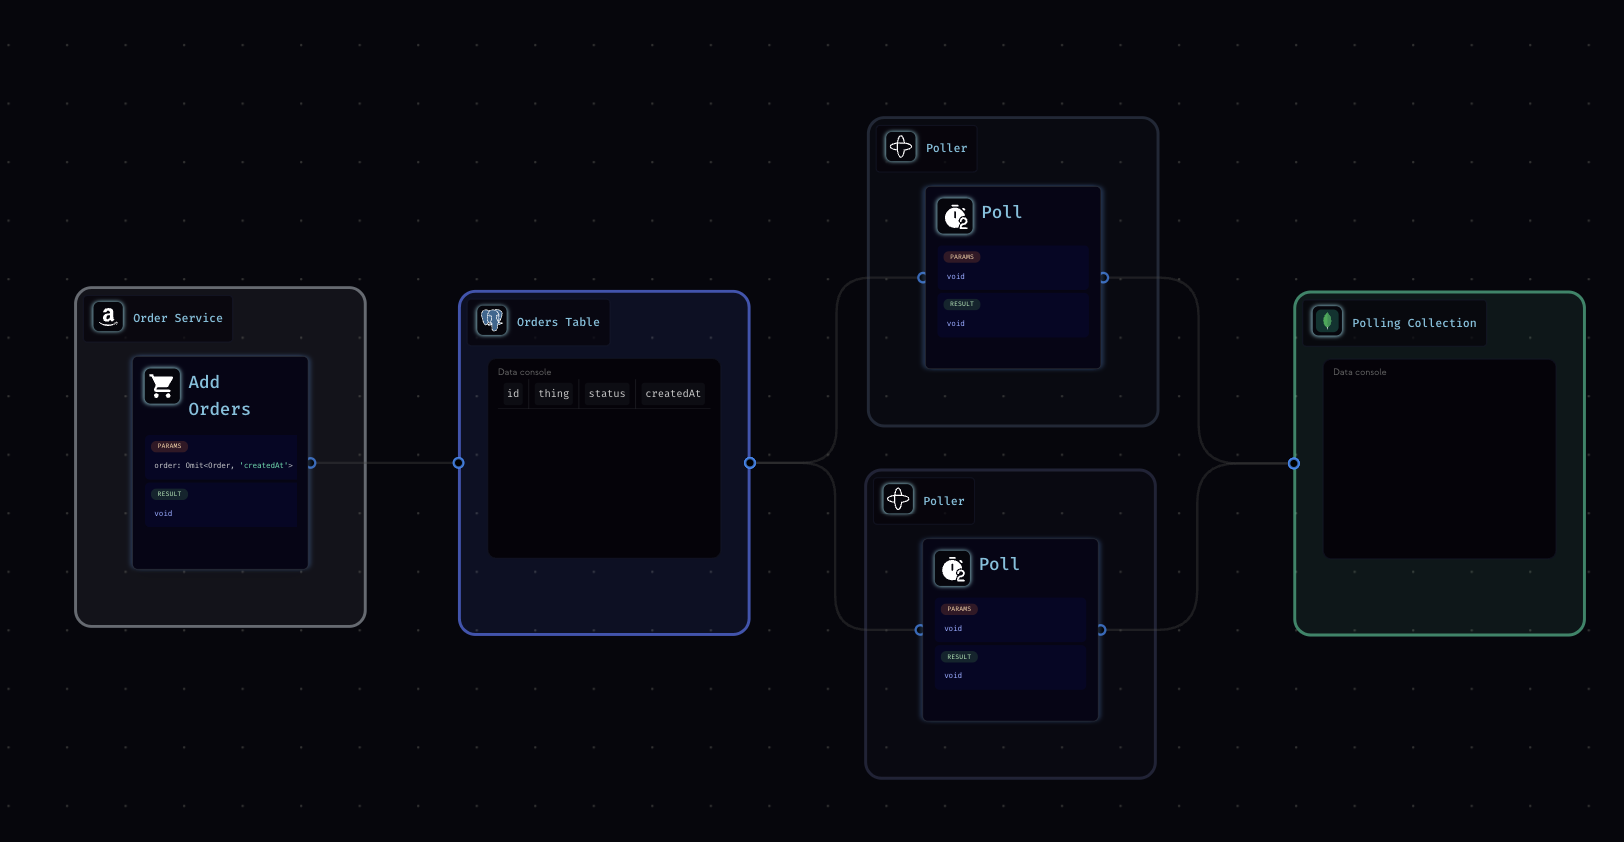 Order Service
Add
Orders
PARAMS
order: Omit<Order, 'createdAt'>
RESULT
void
Orders Table
Data console
id thing status createdAt
Poller
Poll
PARAMS
void
RESULT
void
Poller
Poll
PARAMS
void
RESULT
void
Polling Collection
Data console